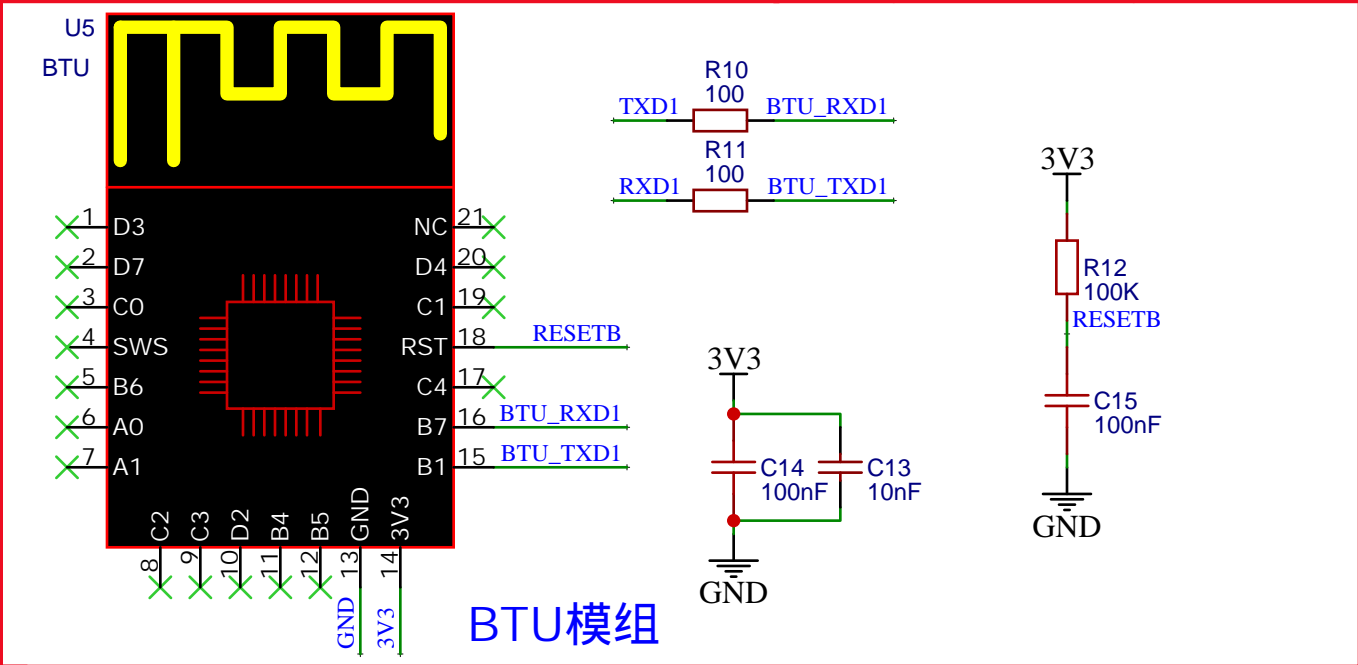 U5
BTU
1 D3
2 D7
3 C0
4 SWS
5 B6
6 A0
7 A1
8 C2
9 C3
10 D2
11 B4
12 B5
13 GND
14 3V3
GND
3V3
NC 21
D4 20
C1 19
RST 18 RESETB
C4 17
B7 16 BTU_RXD1
B1 15 BTU_TXD1
R10
100
TXD1 BTU_RXD1
R11
100
RXD1 BTU_TXD1
3V3
C14
100nF
C13
10nF
GND
3V3
R12
100K
RESETB
C15
100nF
GND
BTU模组